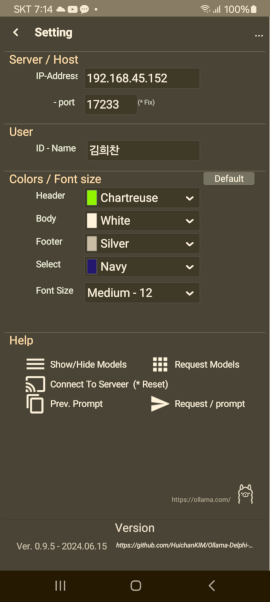 SKT 7:14
100%
Setting
...
Server / Host
IP-Address 192.168.45.152
- port 17233 (* Fix)
User
ID - Name 김희찬
Colors / Font size Default
Header Chartreuse
Body White
Footer Silver
Select Navy
Font Size Medium - 12
Help
Show/Hide Models Request Models
Connect To Serveer (* Reset)
Prev. Prompt Request / prompt
https://ollama.com/
Version
Ver. 0.9.5 - 2024.06.15 https://github.com/HuichanKIM/Ollama-Delphi-...